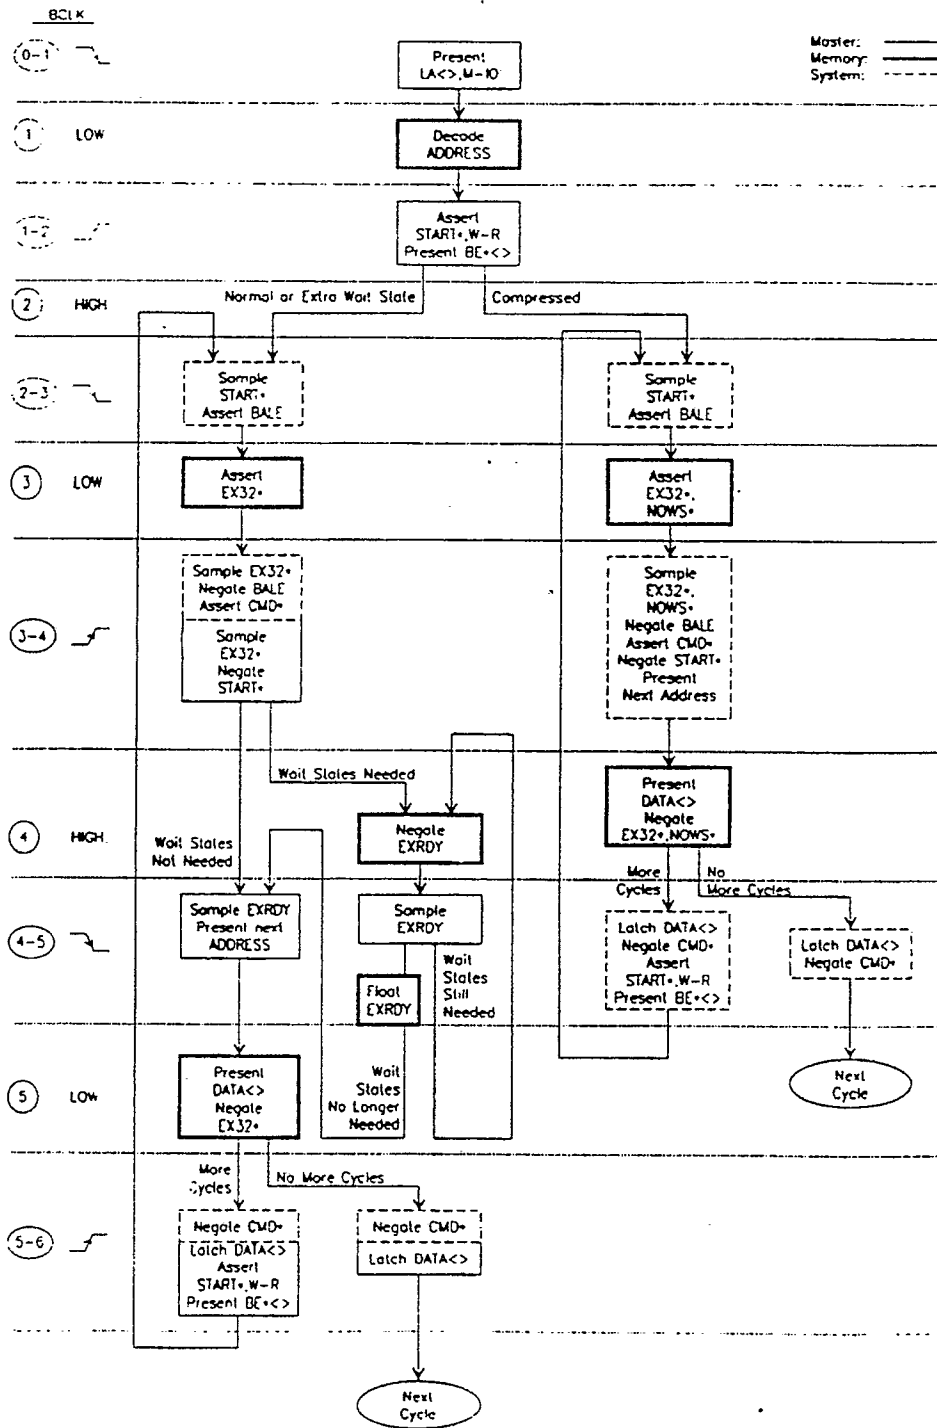 BCLK
0-1
Present
LA<>,M-IO
Master:
Memory:
System:
1
LOW
Decode
ADDRESS
1-2
Assert
START*,W-R
Present BE*<>
2
HIGH
Normal or Extra Wait State
Compressed
2-3
Sample
START*
Assert BALE
Sample
START*
Assert BALE
3
LOW
Assert
EX32*
Assert
EX32*,
NOWS*
3-4
Sample EX32*
Negate BALE
Assert CMD*
Sample
EX32*
Negate
START*
Sample
EX32*,
NOWS*
Negate BALE
Assert CMD*
Negate START*
Present
Next Address
4
HIGH
Wait States Needed
Wait States
Not Needed
Negate
EXRDY
Present
DATA<>
Negate
EX32*,NOWS*
More
Cycles
No
More Cycles
4-5
Sample EXRDY
Present next
ADDRESS
Sample
EXRDY
Float
EXRDY
Wait
States
Still
Needed
Latch DATA<>
Negate CMD*
Assert
START*,W-R
Present BE*<>
Latch DATA<>
Negate CMD*
5
LOW
Present
DATA<>
Negate
EX32*
Wait
States
No Longer
Needed
Next
Cycle
More
Cycles
No More Cycles
5-6
Negate CMD*
Latch DATA<>
Assert
START*,W-R
Present BE*<>
Negate CMD*
Latch DATA<>
Next
Cycle